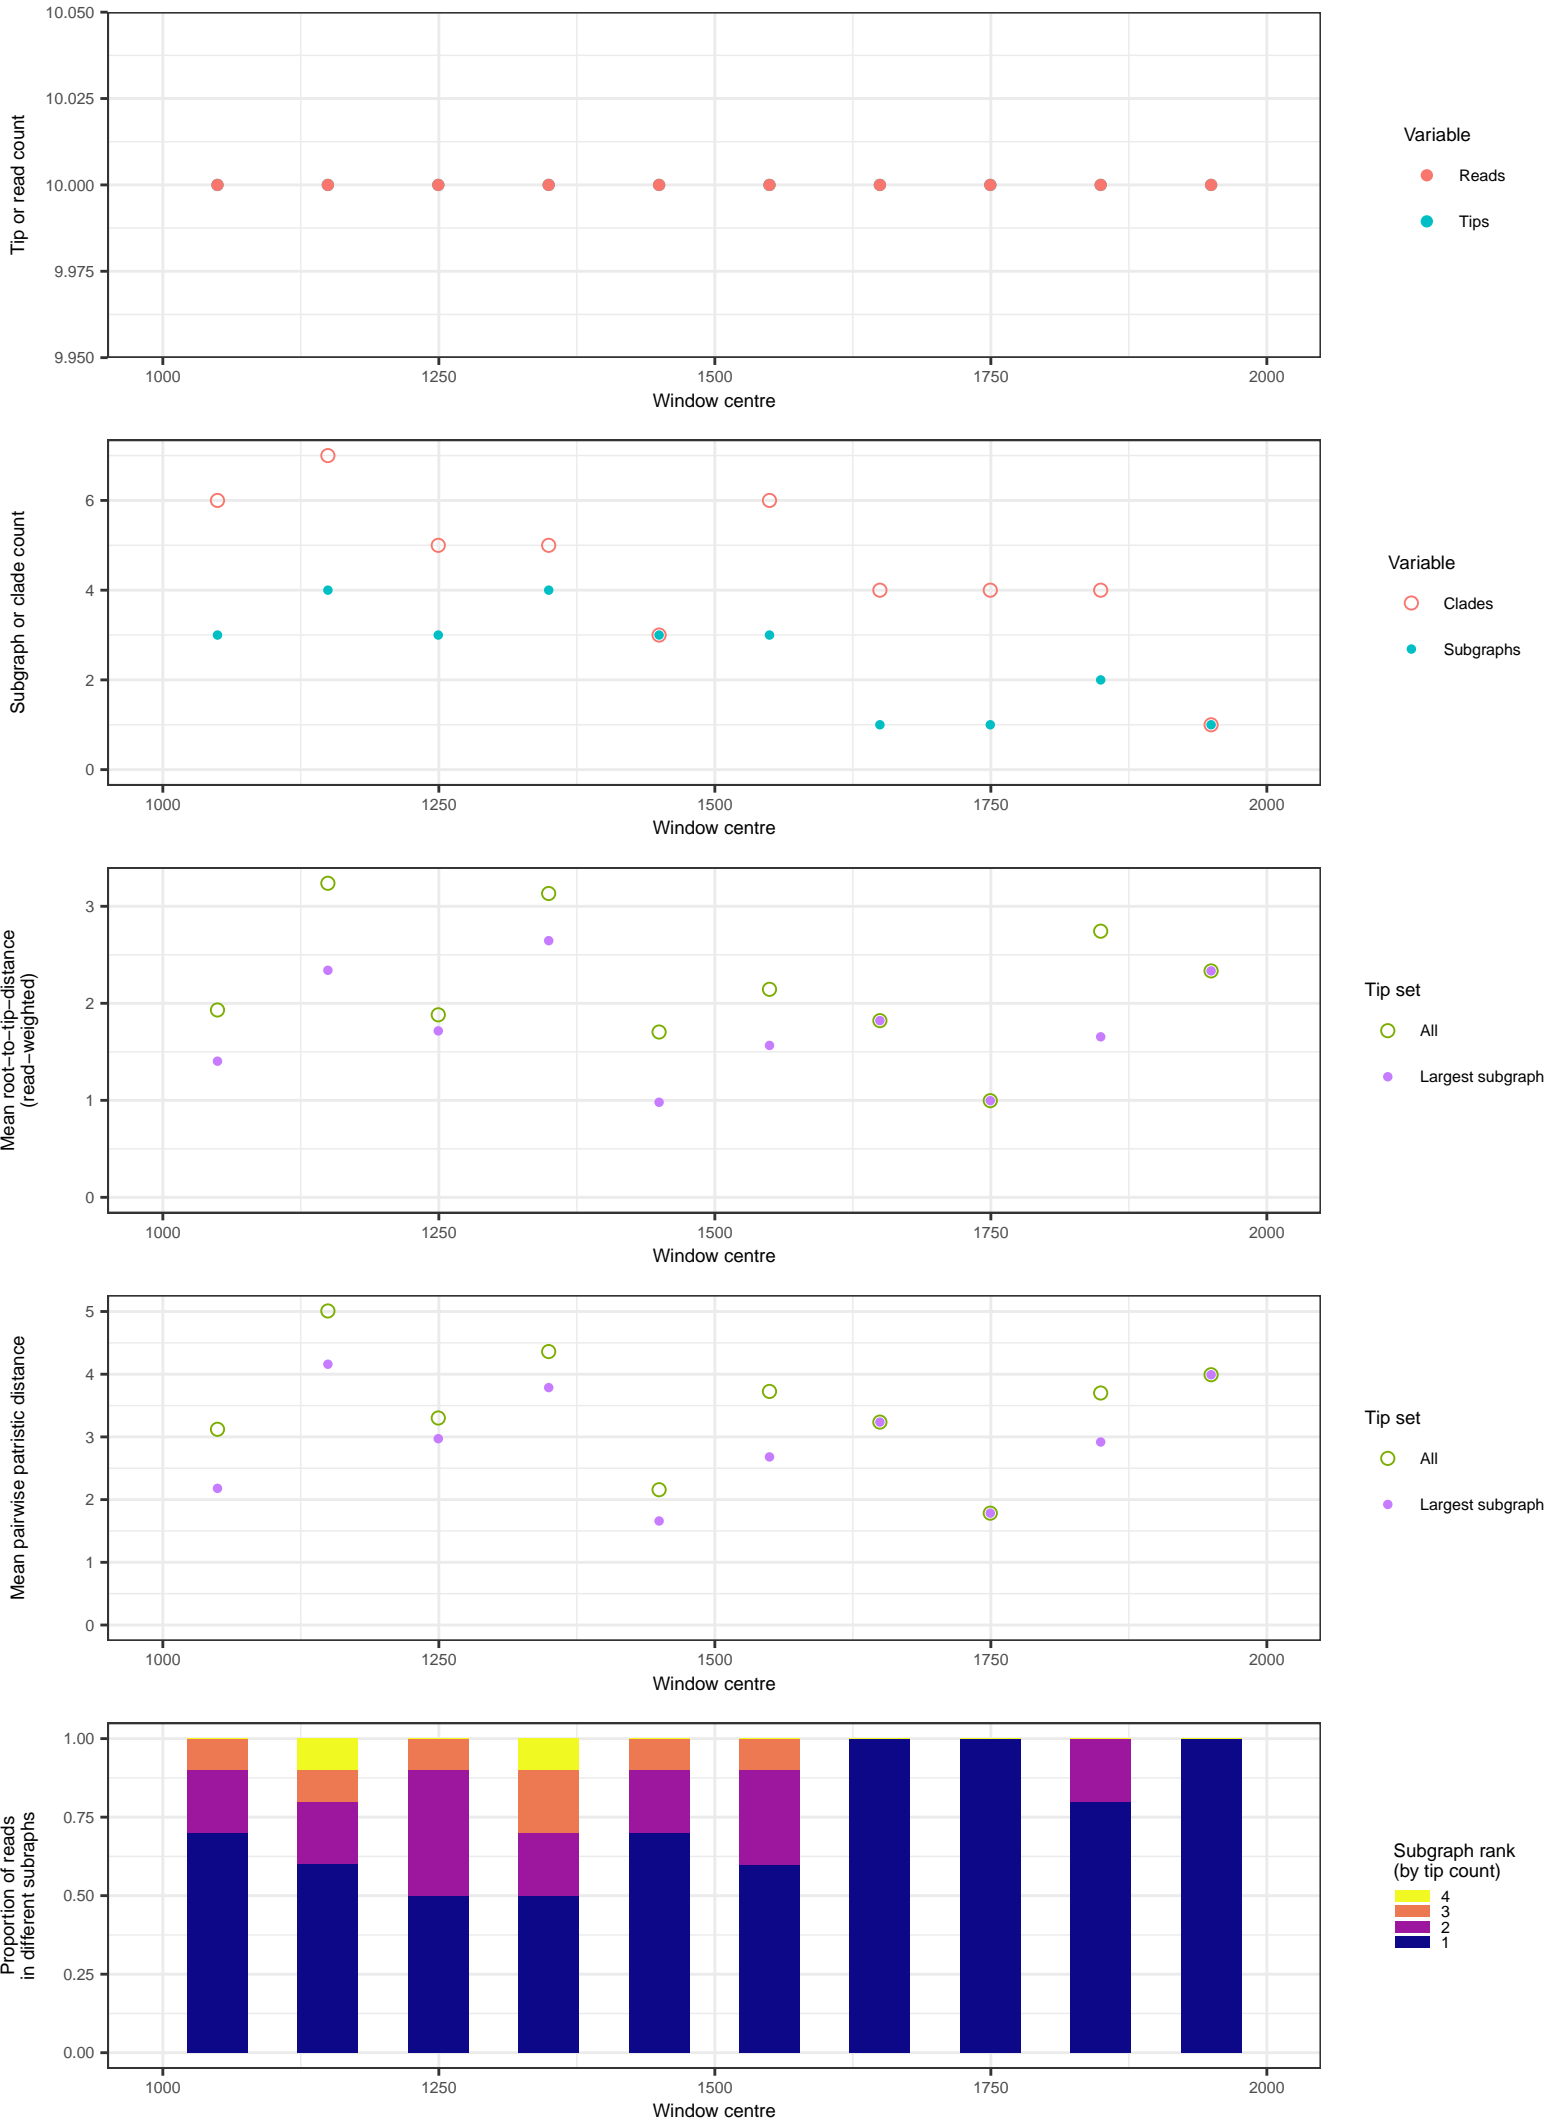 10.050
10.025
10.000
9.975
9.950
Tip or read count
1000 1250 1500 1750 2000
Window centre
Variable
Reads
Tips
6
4
2
0
Subgraph or clade count
1000 1250 1500 1750 2000
Window centre
Variable
Clades
Subgraphs
3
2
1
0
Mean root−to−tip−distance
(read−weighted)
1000 1250 1500 1750 2000
Window centre
Tip set
All
Largest subgraph
5
4
3
2
1
0
Mean pairwise patristic distance
1000 1250 1500 1750 2000
Window centre
Tip set
All
Largest subgraph
1.00
0.75
0.50
0.25
0.00
Proportion of reads
in different subraphs
1000 1250 1500 1750 2000
Window centre
Subgraph rank
(by tip count)
4
3
2
1